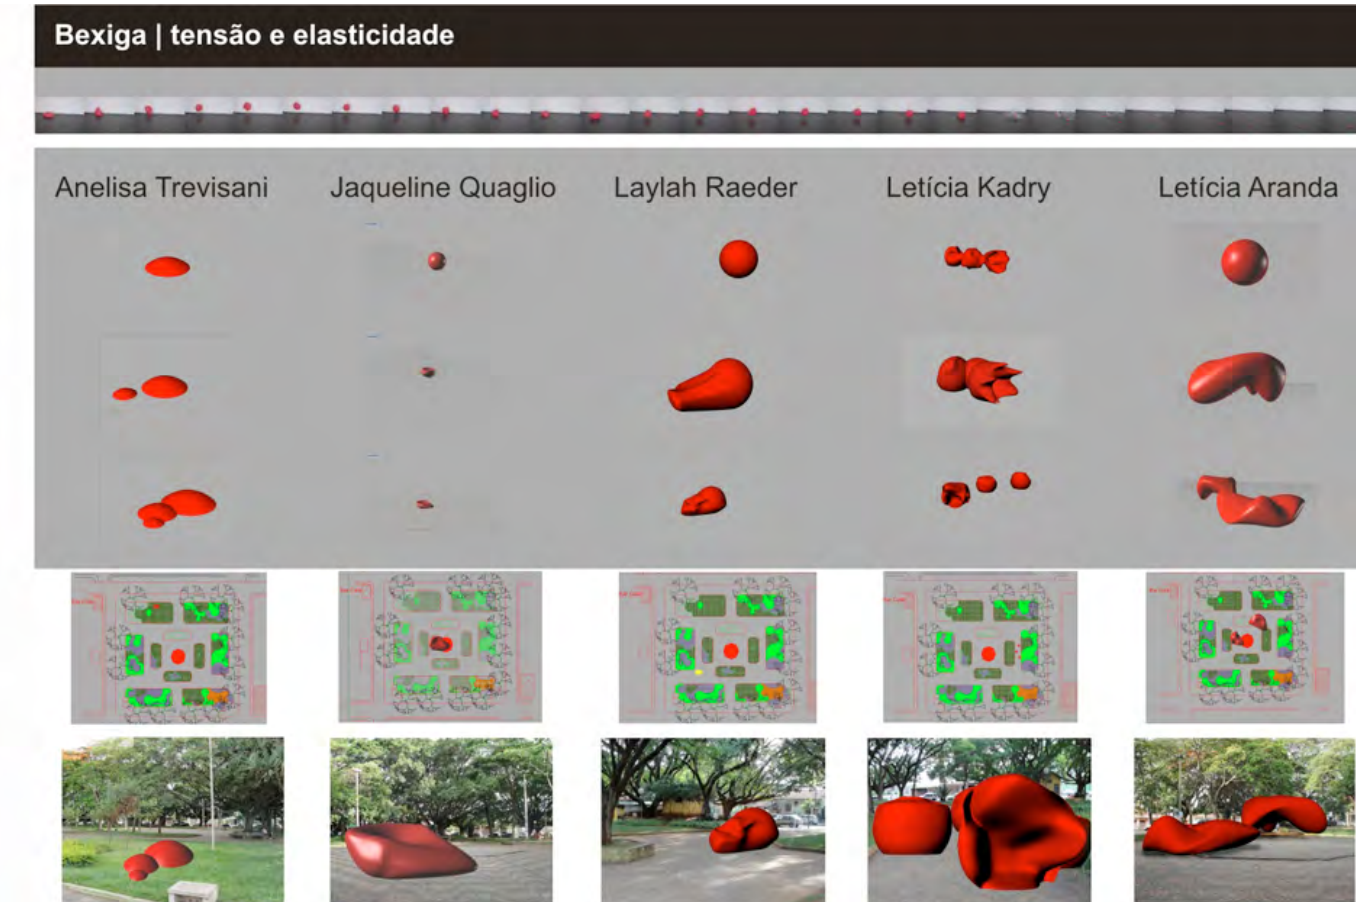 Bexiga | tensão e elasticidade
Anelisa Trevisani
Jaqueline Quaglio
Laylah Raeder
Letícia Kadry
Letícia Aranda